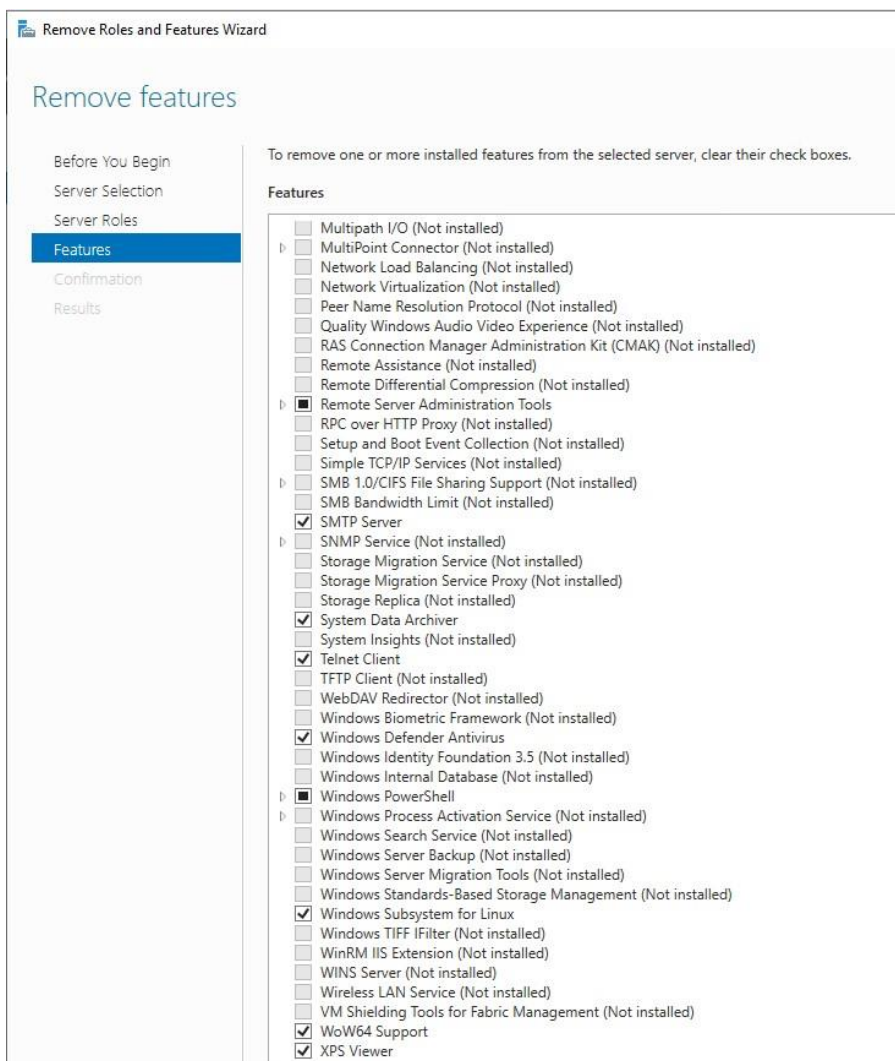 Remove Roles and Features Wizard
Remove features
Before You Begin
Server Selection
Server Roles
Features
Confirmation
Results
To remove one or more installed features from the selected server, clear their check boxes.
Features
Multipath I/O (Not installed)
MultiPoint Connector (Not installed)
Network Load Balancing (Not installed)
Network Virtualization (Not installed)
Peer Name Resolution Protocol (Not installed)
Quality Windows Audio Video Experience (Not installed)
RAS Connection Manager Administration Kit (CMAK) (Not installed)
Remote Assistance (Not installed)
Remote Differential Compression (Not installed)
Remote Server Administration Tools
RPC over HTTP Proxy (Not installed)
Setup and Boot Event Collection (Not installed)
Simple TCP/IP Services (Not installed)
SMB 1.0/CIFS File Sharing Support (Not installed)
SMB Bandwidth Limit (Not installed)
SMTP Server
SNMP Service (Not installed)
Storage Migration Service (Not installed)
Storage Migration Service Proxy (Not installed)
Storage Replica (Not installed)
System Data Archiver
System Insights (Not installed)
Telnet Client
TFTP Client (Not installed)
WebDAV Redirector (Not installed)
Windows Biometric Framework (Not installed)
Windows Defender Antivirus
Windows Identity Foundation 3.5 (Not installed)
Windows Internal Database (Not installed)
Windows PowerShell
Windows Process Activation Service (Not installed)
Windows Search Service (Not installed)
Windows Server Backup (Not installed)
Windows Server Migration Tools (Not installed)
Windows Standards-Based Storage Management (Not installed)
Windows Subsystem for Linux
Windows TIFF IFilter (Not installed)
WinRM IIS Extension (Not installed)
WINS Server (Not installed)
Wireless LAN Service (Not installed)
VM Shielding Tools for Fabric Management (Not installed)
WoW64 Support
XPS Viewer